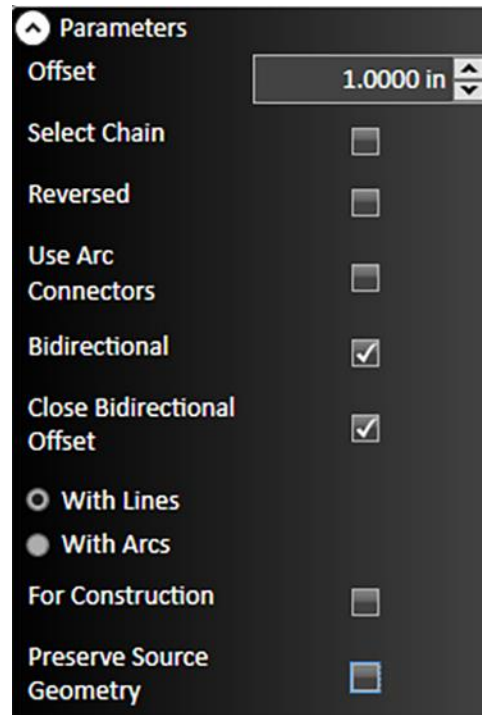 Parameters
Offset 1.0000 in
Select Chain
Reversed
Use Arc
Connectors
Bidirectional
Close Bidirectional
Offset
With Lines
With Arcs
For Construction
Preserve Source
Geometry